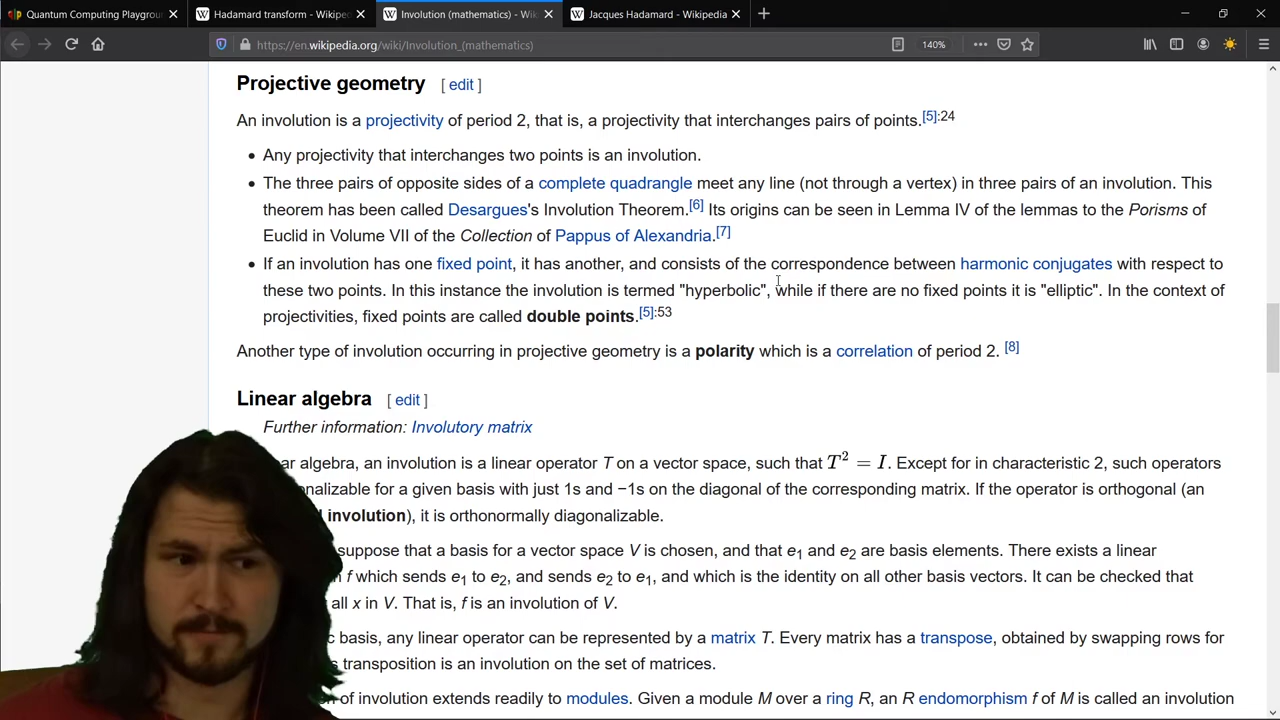 Quantum Computing Playgrou
Hadamard transform - Wikiped
Involution (mathematics) - Wik
Jacques Hadamard - Wikipedia
https://en.wikipedia.org/wiki/Involution_(mathematics)
140%
Projective geometry [ edit ]
An involution is a projectivity of period 2, that is, a projectivity that interchanges pairs of points.[5]:24
• Any projectivity that interchanges two points is an involution.
• The three pairs of opposite sides of a complete quadrangle meet any line (not through a vertex) in three pairs of an involution. This
theorem has been called Desargues's Involution Theorem.[6] Its origins can be seen in Lemma IV of the lemmas to the Porisms of
Euclid in Volume VII of the Collection of Pappus of Alexandria.[7]
• If an involution has one fixed point, it has another, and consists of the correspondence between harmonic conjugates with respect to
these two points. In this instance the involution is termed "hyperbolic", while if there are no fixed points it is "elliptic". In the context of
projectivities, fixed points are called double points.[5]:53
Another type of involution occurring in projective geometry is a polarity which is a correlation of period 2. [8]
Linear algebra [ edit ]
Further information: Involutory matrix
ar algebra, an involution is a linear operator T on a vector space, such that T² = I. Except for in characteristic 2, such operators
onalizable for a given basis with just 1s and −1s on the diagonal of the corresponding matrix. If the operator is orthogonal (an
involution), it is orthonormally diagonalizable.
suppose that a basis for a vector space V is chosen, and that e1 and e2 are basis elements. There exists a linear
f which sends e1 to e2, and sends e2 to e1, and which is the identity on all other basis vectors. It can be checked that
all x in V. That is, f is an involution of V.
c basis, any linear operator can be represented by a matrix T. Every matrix has a transpose, obtained by swapping rows for
s transposition is an involution on the set of matrices.
n of involution extends readily to modules. Given a module M over a ring R, an R endomorphism f of M is called an involution